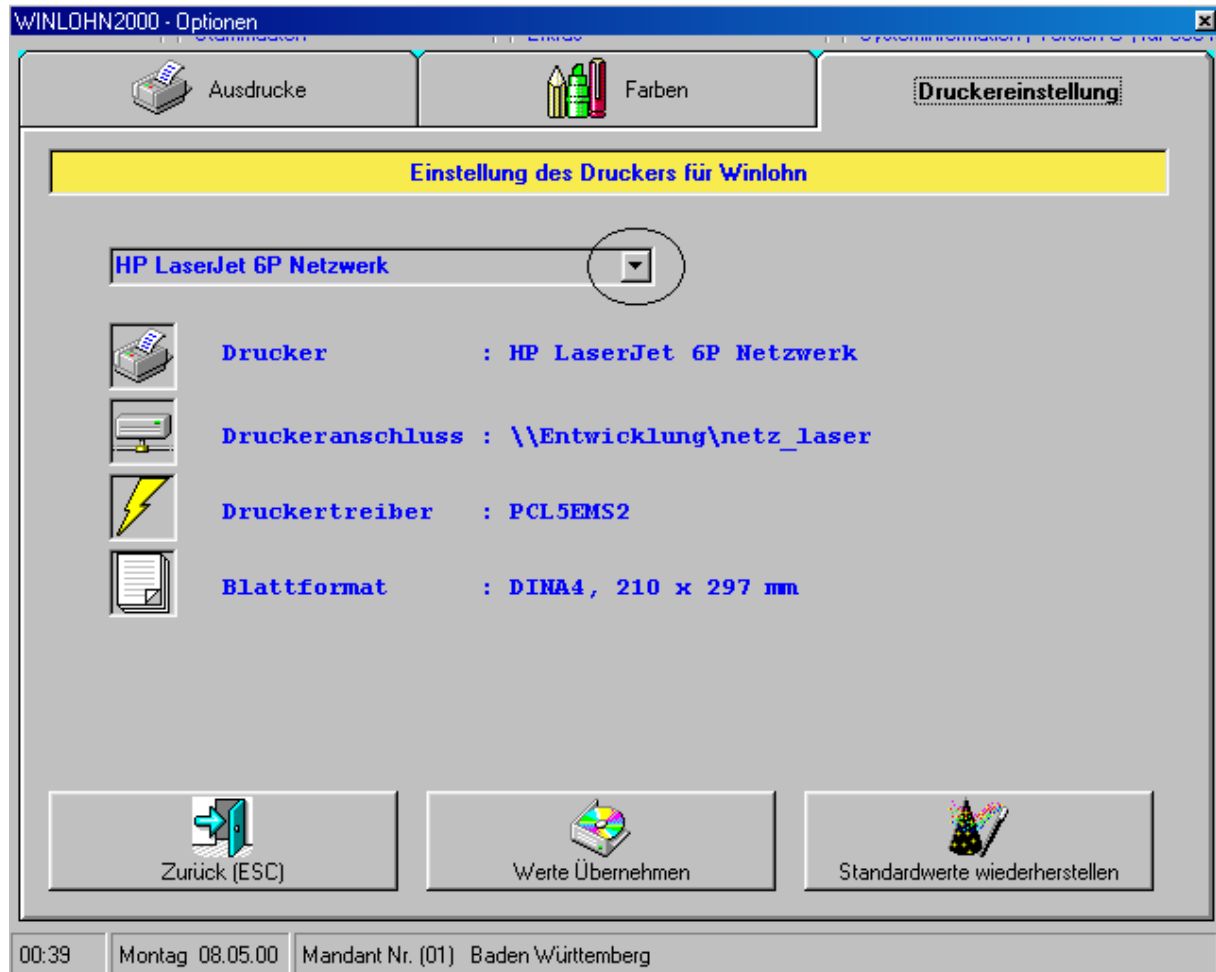 WINLOHN2000 - Optionen
Ausdrucke
Farben
Druckereinstellung
Einstellung des Druckers für Winlohn
HP LaserJet 6P Netzwerk
Drucker : HP LaserJet 6P Netzwerk
Druckeranschluss : \\Entwicklung\netz_laser
Druckertreiber : PCL5EMS2
Blattformat : DINA4, 210 x 297 mm
Zurück (ESC)
Werte Übernehmen
Standardwerte wiederherstellen
00:39 Montag 08.05.00 Mandant Nr. (01) Baden Württemberg